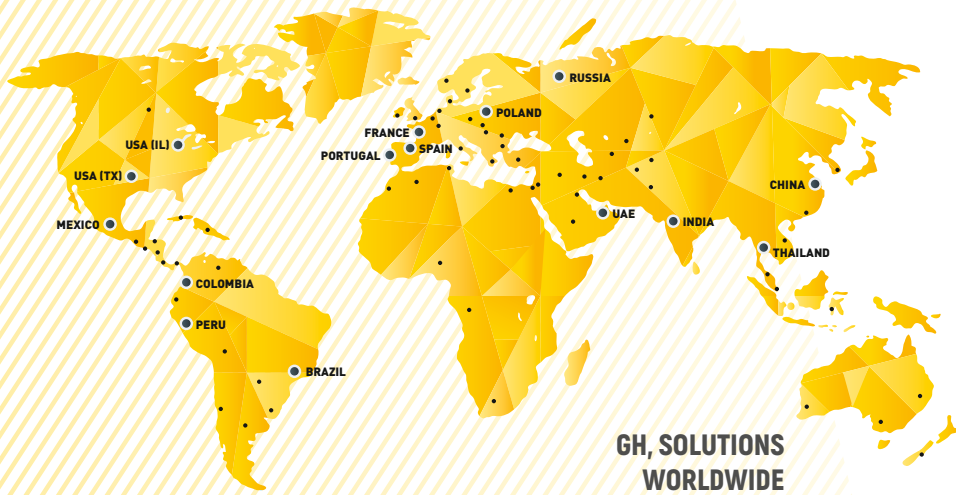 RUSSIA
POLAND
FRANCE
USA (IL)
SPAIN
PORTUGAL
USA (TX)
CHINA
UAE
INDIA
MEXICO
THAILAND
COLOMBIA
PERU
BRAZIL
GH, SOLUTIONS
WORLDWIDE